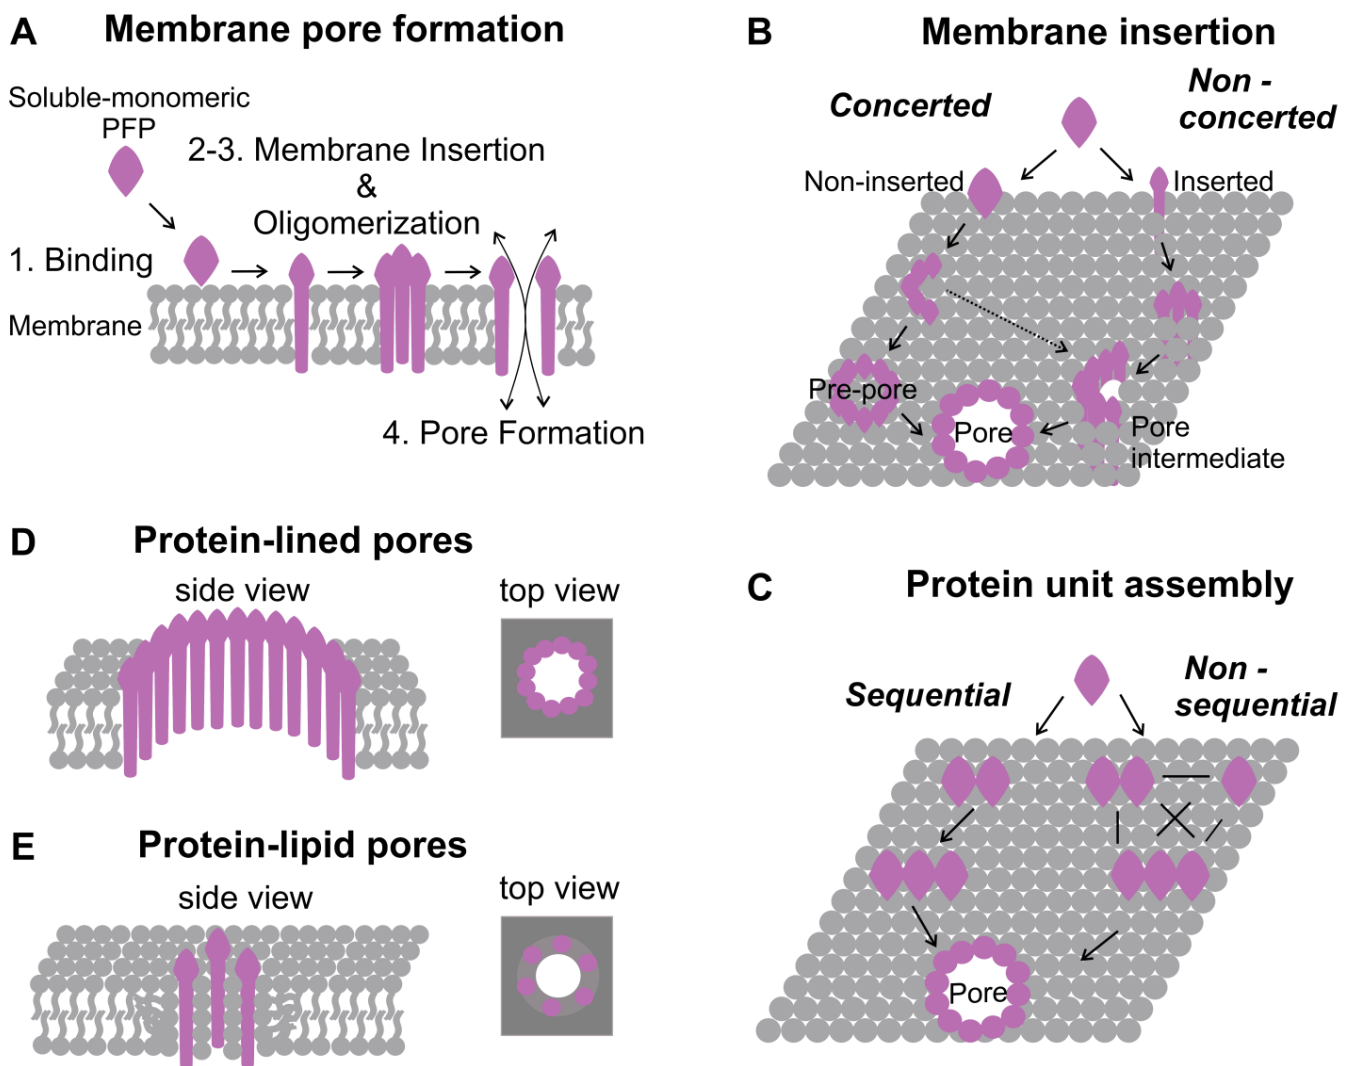 A Membrane pore formation
Soluble-monomeric
PFP
2-3. Membrane Insertion
&
Oligomerization
1. Binding
Membrane
4. Pore Formation
B Membrane insertion
Concerted
Non -
concerted
Non-inserted
Inserted
Pre-pore
Pore
Pore
intermediate
D Protein-lined pores
side view
top view
C Protein unit assembly
Sequential
Non -
sequential
Pore
E Protein-lipid pores
side view
top view